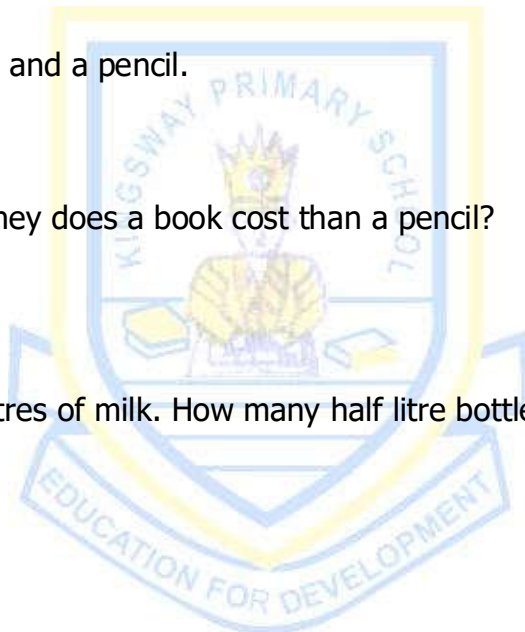 and a pencil.
KINGSWAY PRIMARY SCHOOL
ney does a book cost than a pencil?
tres of milk. How many half litre bottle
EDUCATION FOR DEVELOPMENT